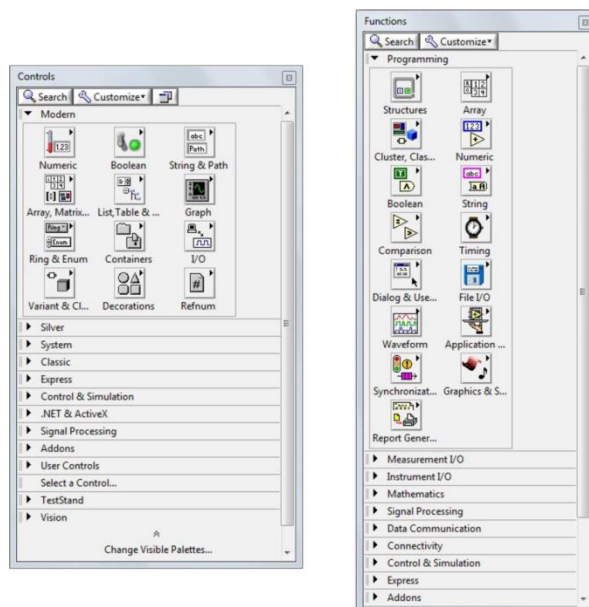 Controls
Search Customize
Modern
Numeric Boolean String & Path
Array, Matrix... List, Table & ... Graph
Ring & Enum Containers I/O
Variant & Cl... Decorations Refnum
Silver
System
Classic
Express
Control & Simulation
.NET & ActiveX
Signal Processing
Addons
User Controls
Select a Control...
TestStand
Vision
Change Visible Palettes...
Functions
Search Customize
Programming
Structures Array
Cluster, Clas... Numeric
Boolean String
Comparison Timing
Dialog & Use... File I/O
Waveform Application ...
Synchronizat... Graphics & S...
Report Gener...
Measurement I/O
Instrument I/O
Mathematics
Signal Processing
Data Communication
Connectivity
Control & Simulation
Express
Addons